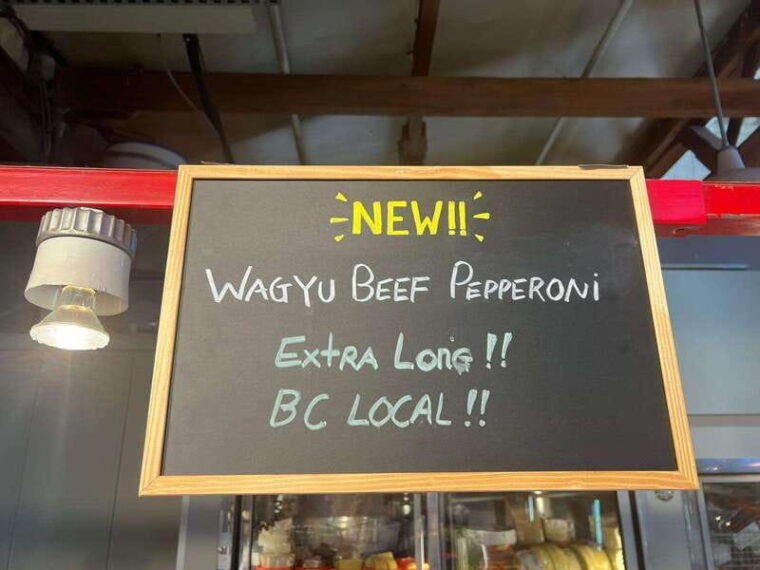 NEW!!
WAGYU BEEF PEPPERONi
EXtRA LonG !!
BC LOCAL !!